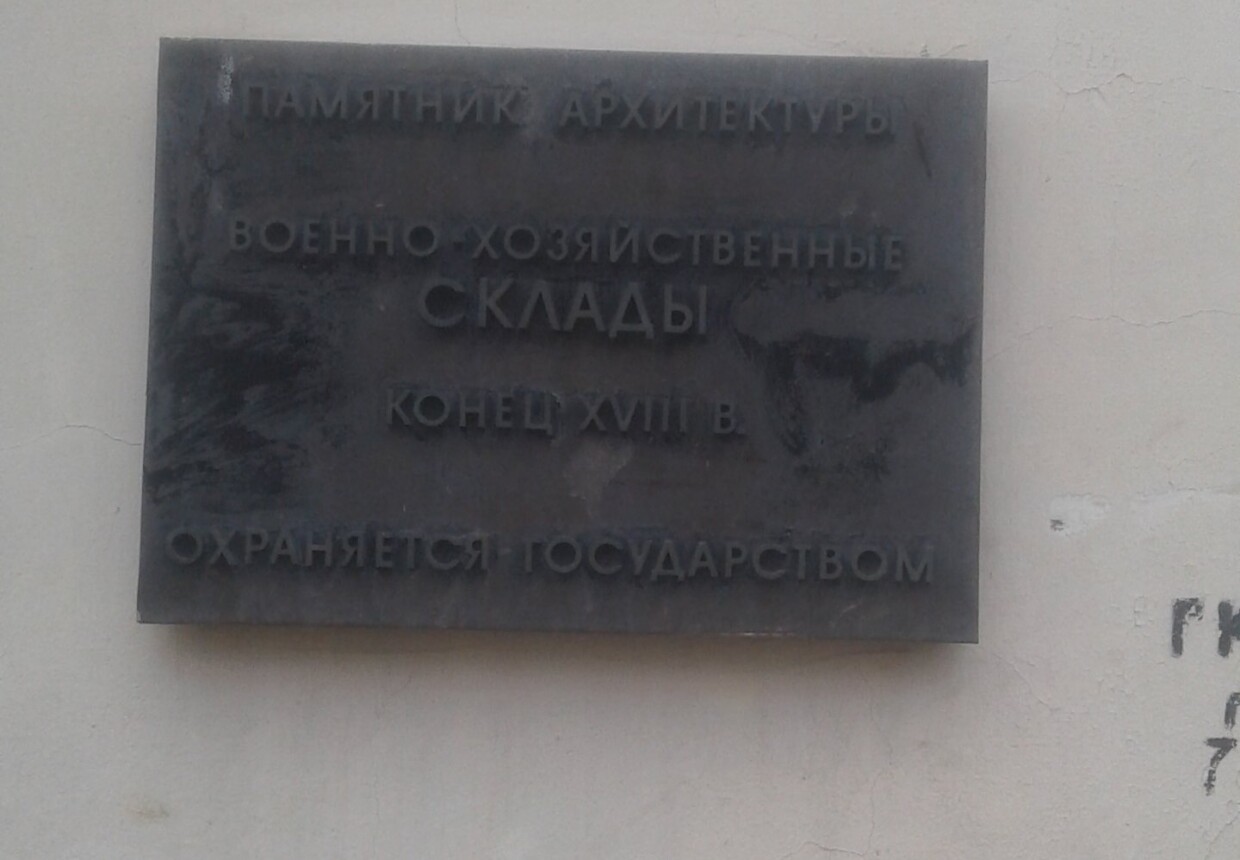 ПАМЯТНИК АРХИТЕКТУРЫ
ВОЕННО-ХОЗЯЙСТВЕННЫЕ
СКЛАДЫ
КОНЕЦ XVIII В.
ОХРАНЯЕТСЯ ГОСУДАРСТВОМ